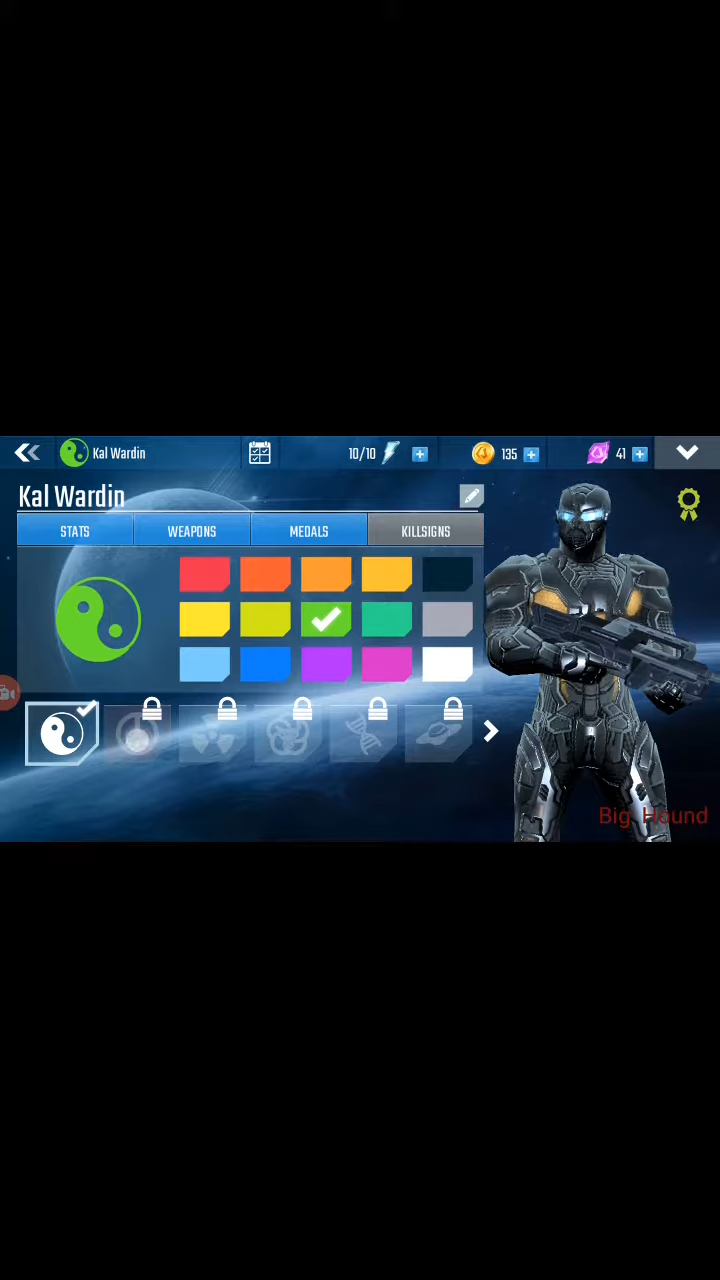 Kal Wardin
10/10
135
41
Kal Wardin
STATS
WEAPONS
MEDALS
KILLSIGNS
Big Hound